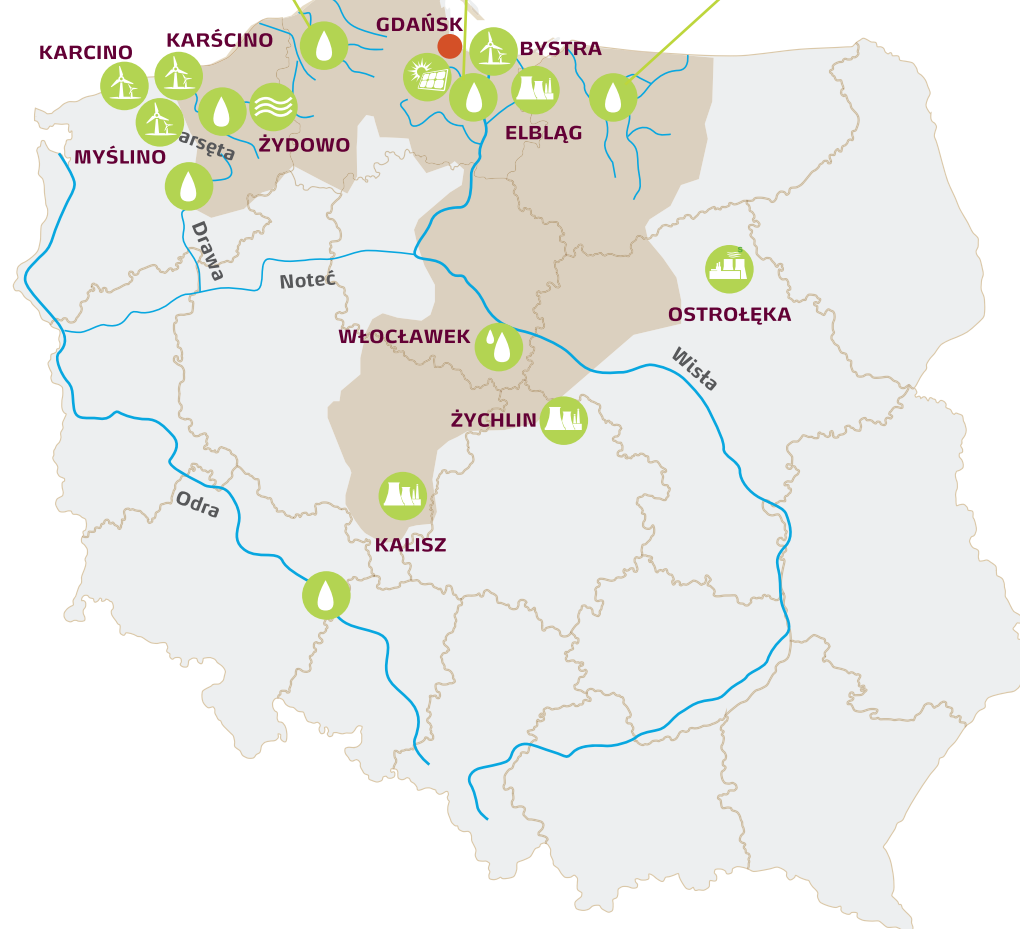 GDAŃSK
KARŚCINO
KARCINO
BYSTRA
ELBLĄG
arsęta
ŻYDOWO
MYŚLINO
Drawa
Noteć
S
OSTROŁĘKA
WŁOCŁAWEK
Wisła
ŻYCHLIN
Odra
KALISZ